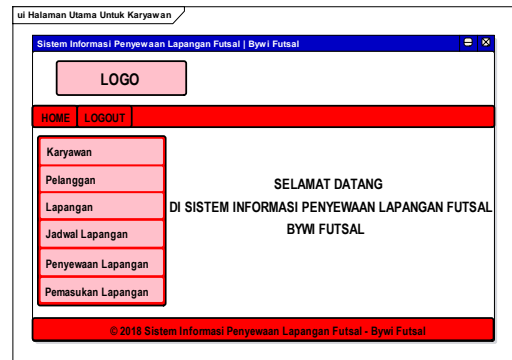 ui Halaman Utama Untuk Karyawan
Sistem Informasi Penyewaan Lapangan Futsal | Bywi Futsal
LOGO
HOME LOGOUT
Karyawan
Pelanggan
Lapangan
Jadwal Lapangan
Penyewaan Lapangan
Pemasukan Lapangan
SELAMAT DATANG
DI SISTEM INFORMASI PENYEWAAN LAPANGAN FUTSAL
BYWI FUTSAL
© 2018 Sistem Informasi Penyewaan Lapangan Futsal - Bywi Futsal